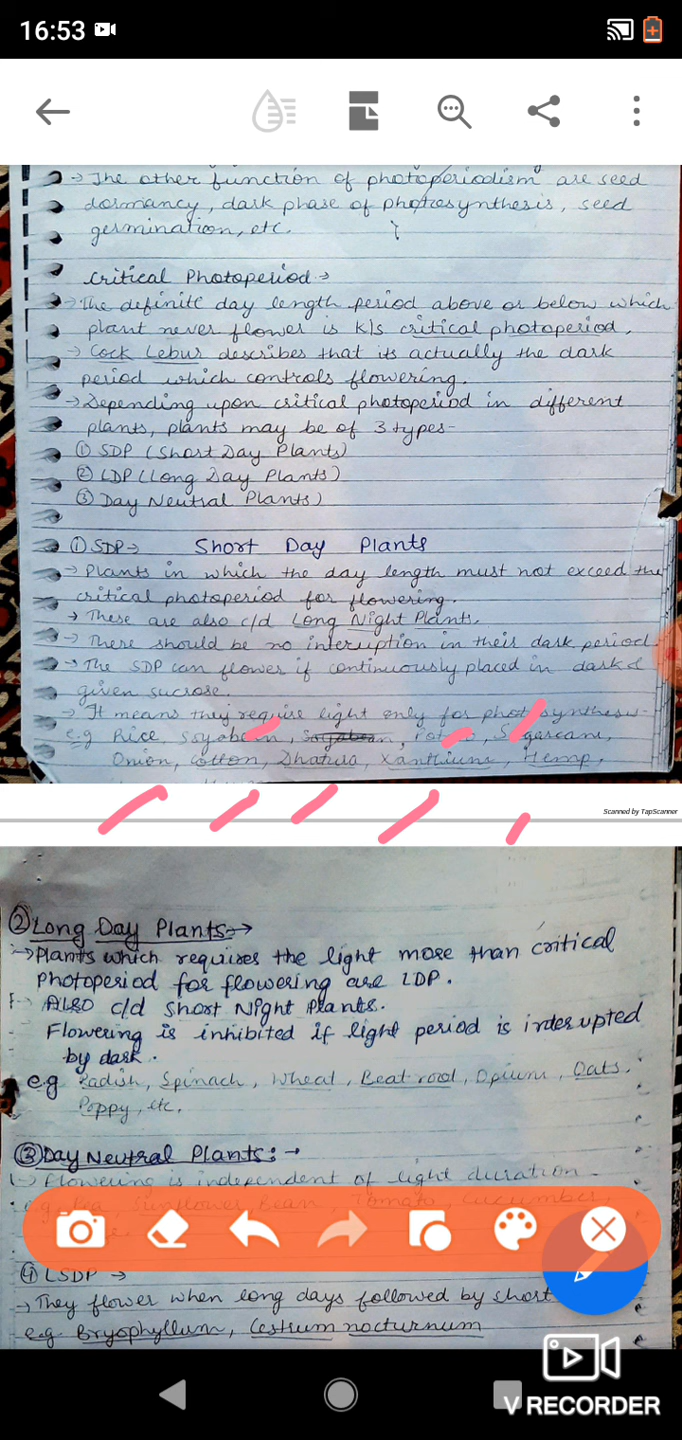 16:53
→ The other function of photoperiodism are seed
dormancy, dark phase of photosynthesis, seed
germination, etc.
Critical Photoperiod →
→ The definite day length period above or below which
plant never flower is k/s critical photoperiod.
→ Cock Lebur describes that its actually the dark
period which controls flowering.
→ Depending upon critical photoperiod in different
plants, plants may be of 3 types-
① SDP (Short Day Plants)
② LDP (Long Day Plants)
③ Day Neutral Plants)
① SDP → Short Day Plants
→ Plants in which the day length must not exceed the
critical photoperiod for flowering.
→ These are also c/d Long Night Plants.
→ There should be no interuption in their dark period.
→ The SDP can flower if continuously placed in dark &
given sucrose.
→ It means they require light only for photosynthesis
e.g Rice, Soyabean, Sugarcane,
Onion, Cotton, Dhatura, Xanthium, Hemp,
Scanned by TapScanner
② Long Day Plants:→
→ Plants which requires the light more than critical
photoperiod for flowering are LDP.
Also c/d Short Night Plants.
Flowering is inhibited if light period is interupted
by dark.
e.g Radish, Spinach, Wheat, Beat root, Opium, Oats.
Poppy, etc.
③ Day Neutral Plants: →
→ Flowering is independent of light duration
e.g. Pea, Sunflower, Bean, Tomato, Cucumber,
④ LSDP →
→ They flower when long days followed by short
e.g. Bryophyllum, Cestrum nocturnum
V RECORDER